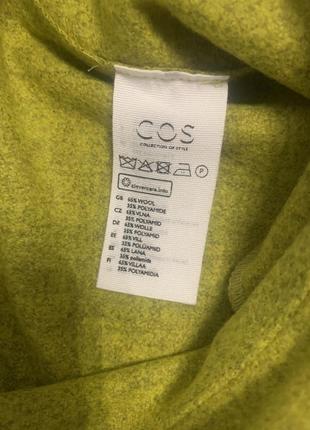 COS
COLLECTION OF STYLE
P
clevercare.info
GB 65% WOOL
35% POLYAMIDE
CZ 65% VLNA
35% POLYAMID
DE 65% WOLLE
35% POLYAMID
EE 65% VILL
35% POLÜAMIID
ES 65% LANA
35% poliamida
FI 65% VILLAA
35% POLYAMIDIA